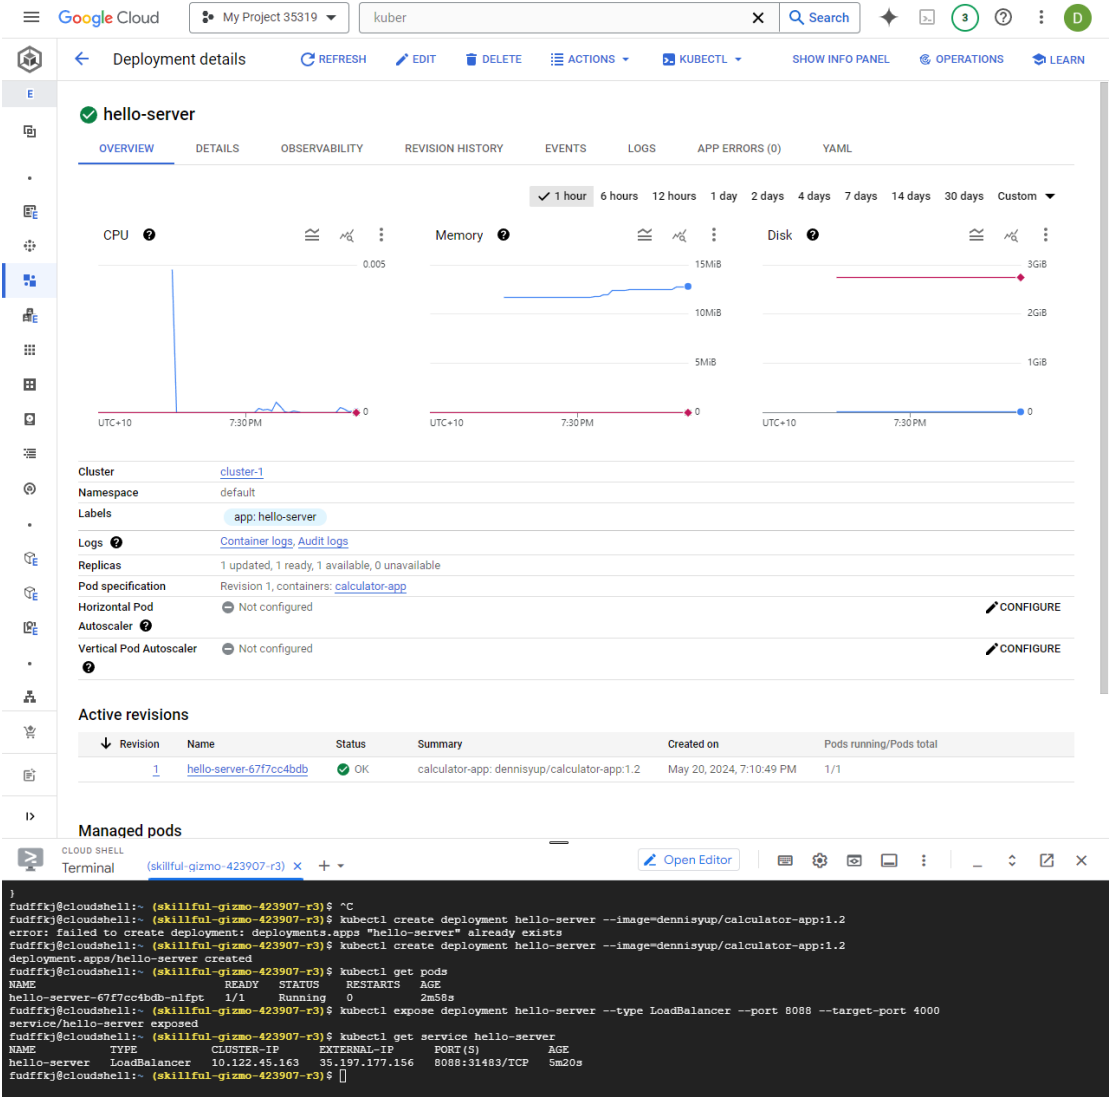 Google Cloud My Project 35319 kuber Search 3 D
Deployment details REFRESH EDIT DELETE ACTIONS KUBECTL SHOW INFO PANEL OPERATIONS LEARN
E
hello-server
OVERVIEW DETAILS OBSERVABILITY REVISION HISTORY EVENTS LOGS APP ERRORS (0) YAML
1 hour 6 hours 12 hours 1 day 2 days 4 days 7 days 14 days 30 days Custom
CPU Memory Disk
0.005 15MiB 3GiB
10MiB 2GiB
5MiB 1GiB
0 0 0
UTC+10 7:30 PM UTC+10 7:30 PM UTC+10 7:30 PM
Cluster cluster-1
Namespace default
Labels app: hello-server
Logs Container logs, Audit logs
Replicas 1 updated, 1 ready, 1 available, 0 unavailable
Pod specification Revision 1, containers: calculator-app
Horizontal Pod Not configured CONFIGURE
Autoscaler
Vertical Pod Autoscaler Not configured CONFIGURE
Active revisions
Revision Name Status Summary Created on Pods running/Pods total
1 hello-server-67f7cc4bdb OK calculator-app: dennisyup/calculator-app:1.2 May 20, 2024, 7:10:49 PM 1/1
Managed pods
CLOUD SHELL
Terminal (skillful-gizmo-423907-r3) Open Editor
}
fudffkj@cloudshell:~ (skillful-gizmo-423907-r3)$ ^C
fudffkj@cloudshell:~ (skillful-gizmo-423907-r3)$ kubectl create deployment hello-server --image=dennisyup/calculator-app:1.2
error: failed to create deployment: deployments.apps "hello-server" already exists
fudffkj@cloudshell:~ (skillful-gizmo-423907-r3)$ kubectl create deployment hello-server --image=dennisyup/calculator-app:1.2
deployment.apps/hello-server created
fudffkj@cloudshell:~ (skillful-gizmo-423907-r3)$ kubectl get pods
NAME READY STATUS RESTARTS AGE
hello-server-67f7cc4bdb-nlfpt 1/1 Running 0 2m58s
fudffkj@cloudshell:~ (skillful-gizmo-423907-r3)$ kubectl expose deployment hello-server --type LoadBalancer --port 8088 --target-port 4000
service/hello-server exposed
fudffkj@cloudshell:~ (skillful-gizmo-423907-r3)$ kubectl get service hello-server
NAME TYPE CLUSTER-IP EXTERNAL-IP PORT(S) AGE
hello-server LoadBalancer 10.122.45.163 35.197.177.156 8088:31483/TCP 5m20s
fudffkj@cloudshell:~ (skillful-gizmo-423907-r3)$